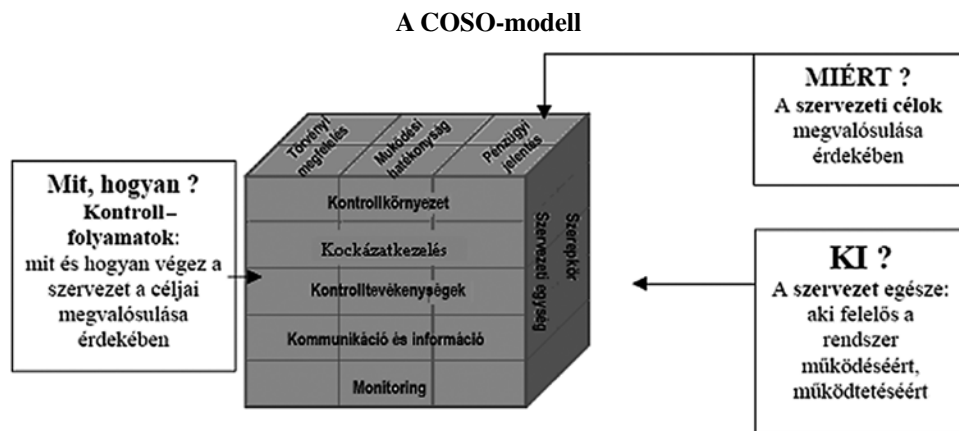 A COSO-modell
MIÉRT ?
A szervezeti célok
megvalósulása
érdekében
Törvényi
megfelelés
Muködési
hatékonyság
Pénzügyi
jelentés
Mit, hogyan ?
Kontroll–
folyamatok:
mit és hogyan végez a
szervezet a céljai
megvalósulása
érdekében
Kontrollkörnyezet
Kockázatkezelés
Kontrolltevékenységek
Kommunikáció és információ
Monitoring
Szervezeti egység
Szerepkör
KI ?
A szervezet egésze:
aki felelős a
rendszer
működéséért,
működtetéséért